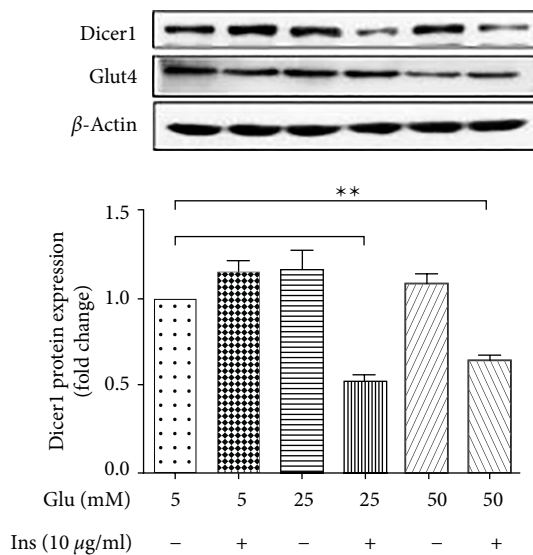 Dicer1
Glut4
β-Actin
**
Dicer1 protein expression
(fold change)
1.5
1.0
0.5
0.0
Glu (mM) 5 5 25 25 50 50
Ins (10 μg/ml) – + – + – +